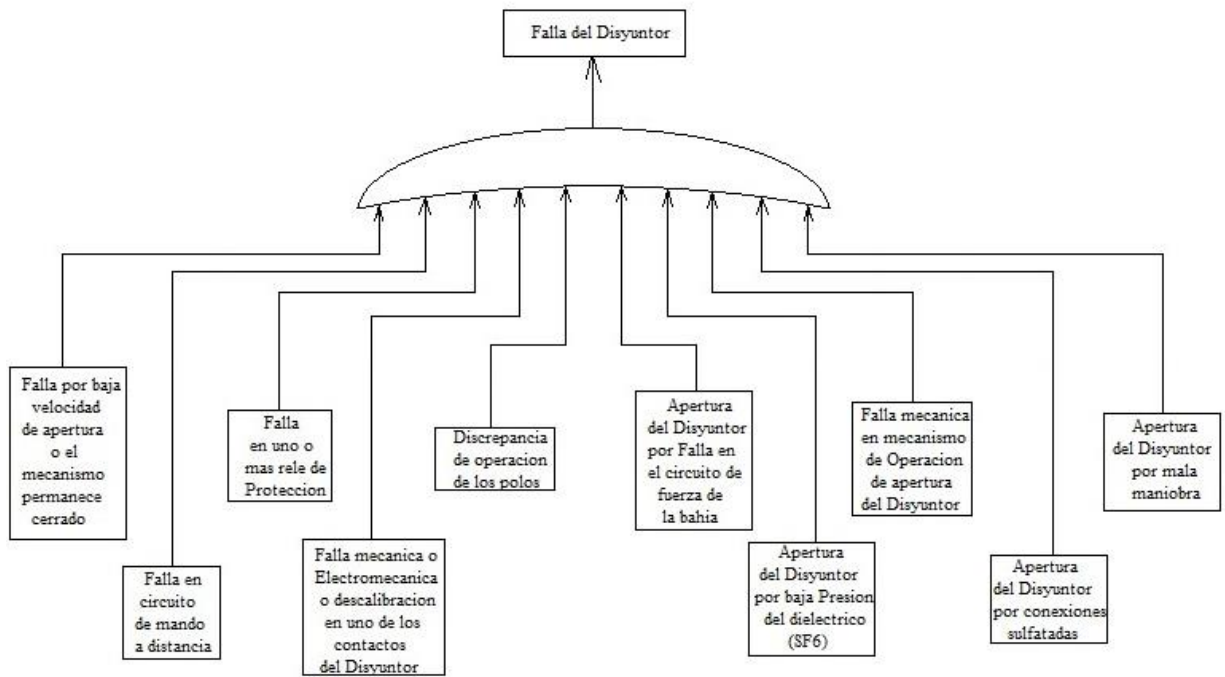 Falla del Disyuntor
Falla por baja
velocidad
de apertura
o el
mecanismo
permanece
cerrado
Falla en
circuito
de mando
a distancia
Falla
en uno o
mas rele de
Proteccion
Falla mecanica o
Electromecanica
o descalibracion
en uno de los
contactos
del Disyuntor
Discrepancia
de operacion
de los polos
Apertura
del Disyuntor
por Falla en
el circuito de
fuerza de
la bahia
Apertura
del Disyuntor
por baja Presion
del dielectrico
(SF6)
Falla mecanica
en mecanismo
de Operacion
de apertura
del Disyuntor
Apertura
del Disyuntor
por conexiones
sulfatadas
Apertura
del Disyuntor
por mala
maniobra